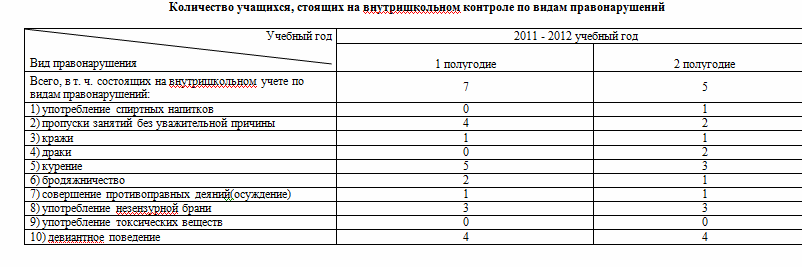 Количество учащихся, стоящих на внутришкольном контроле по видам правонарушений
Учебный год
2011 - 2012 учебный год
Вид правонарушения
1 полугодие
2 полугодие
Всего, в т. ч. состоящих на внутришкольном учете по
видам правонарушений:
7
5
1) употребление спиртных напитков 0 1
2) пропуски занятий без уважительной причины 4 2
3) кражи 1 1
4) драки 0 2
5) курение 5 3
6) бродяжничество 2 1
7) совершение противоправных деяний(осуждение) 1 1
8) употребление незензурной брани 3 3
9) употребление токсических веществ 0 0
10) девиантное поведение 4 4